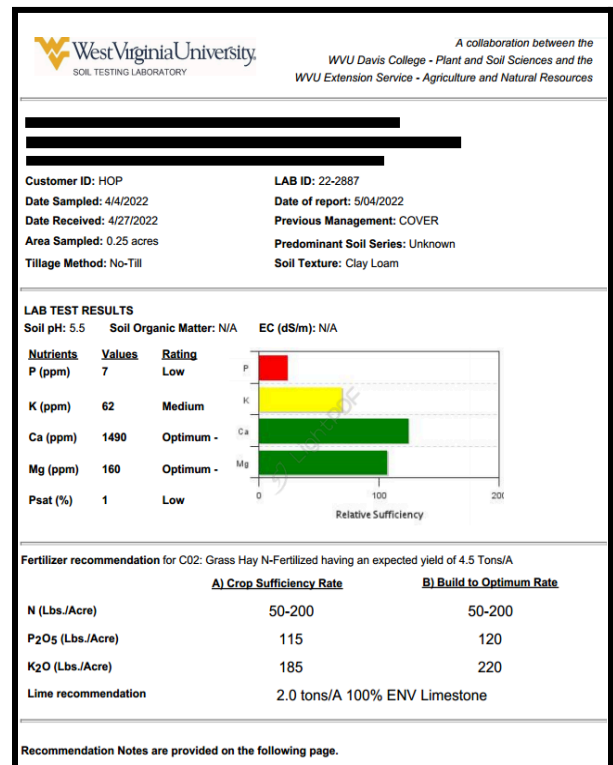 West Virginia University.
SOIL TESTING LABORATORY
A collaboration between the
WVU Davis College - Plant and Soil Sciences and the
WVU Extension Service - Agriculture and Natural Resources
Customer ID: HOP LAB ID: 22-2887
Date Sampled: 4/4/2022 Date of report: 5/04/2022
Date Received: 4/27/2022 Previous Management: COVER
Area Sampled: 0.25 acres Predominant Soil Series: Unknown
Tillage Method: No-Till Soil Texture: Clay Loam
LAB TEST RESULTS
Soil pH: 5.5 Soil Organic Matter: N/A EC (dS/m): N/A
Nutrients Values Rating
P (ppm) 7 Low
K (ppm) 62 Medium
Ca (ppm) 1490 Optimum -
Mg (ppm) 160 Optimum -
Psat (%) 1 Low
P
K
Ca
Mg
0 100 200
Relative Sufficiency
LightPDF
Fertilizer recommendation for C02: Grass Hay N-Fertilized having an expected yield of 4.5 Tons/A
A) Crop Sufficiency Rate B) Build to Optimum Rate
N (Lbs./Acre) 50-200 50-200
P2O5 (Lbs./Acre) 115 120
K2O (Lbs./Acre) 185 220
Lime recommendation 2.0 tons/A 100% ENV Limestone
Recommendation Notes are provided on the following page.